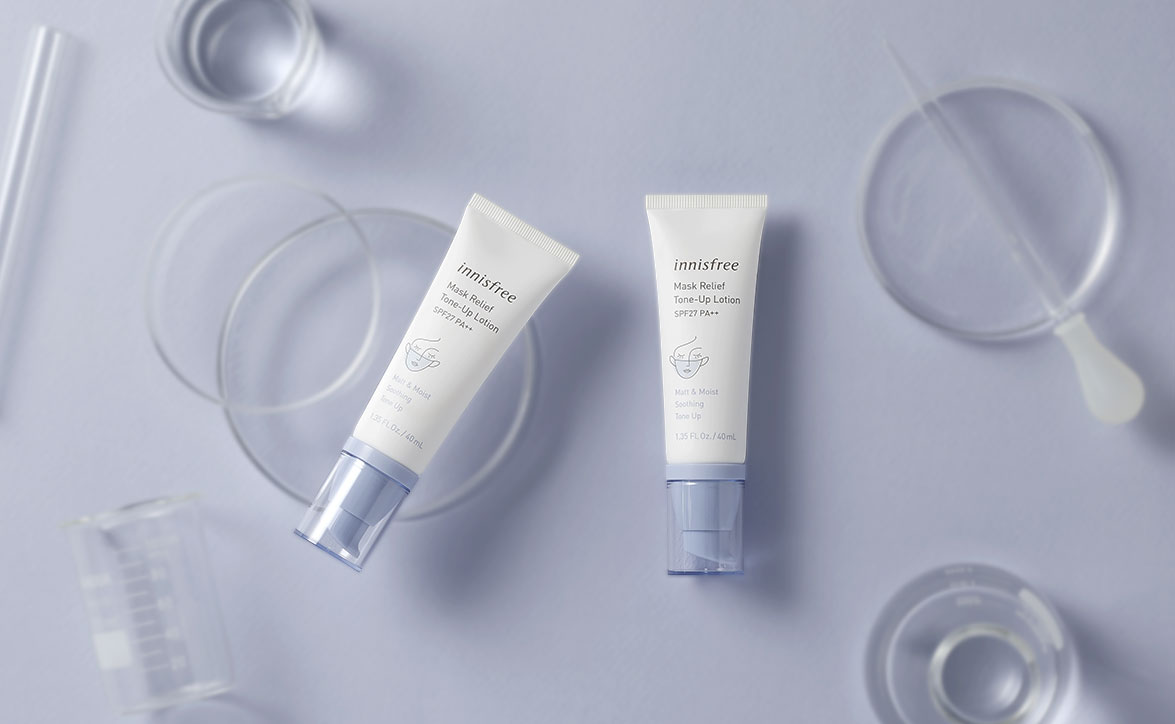 innisfree
Mask Relief
Tone-Up Lotion
SPF27 PA++
Matt & Moist
Soothing
Tone Up
1.35 FL.Oz. / 40mL
innisfree
Mask Relief
Tone-Up Lotion
SPF27 PA++
Matt & Moist
Soothing
Tone Up
1.35 FL.Oz. / 40mL